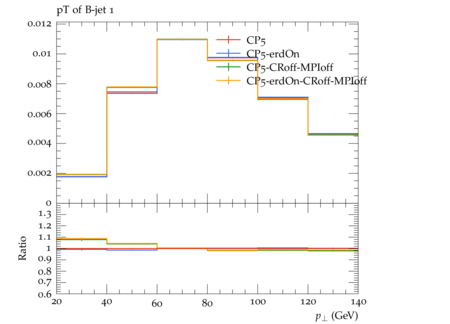 pT of B-jet 1
0.012
0.01
0.008
0.006
0.004
0.002
0
CP5
CP5-erdOn
CP5-CRoff-MPIoff
CP5-erdOn-CRoff-MPIoff
Ratio
1.3
1.2
1.1
1
0.9
0.8
0.7
0.6
20 40 60 80 100 120 140
p⊥ (GeV)